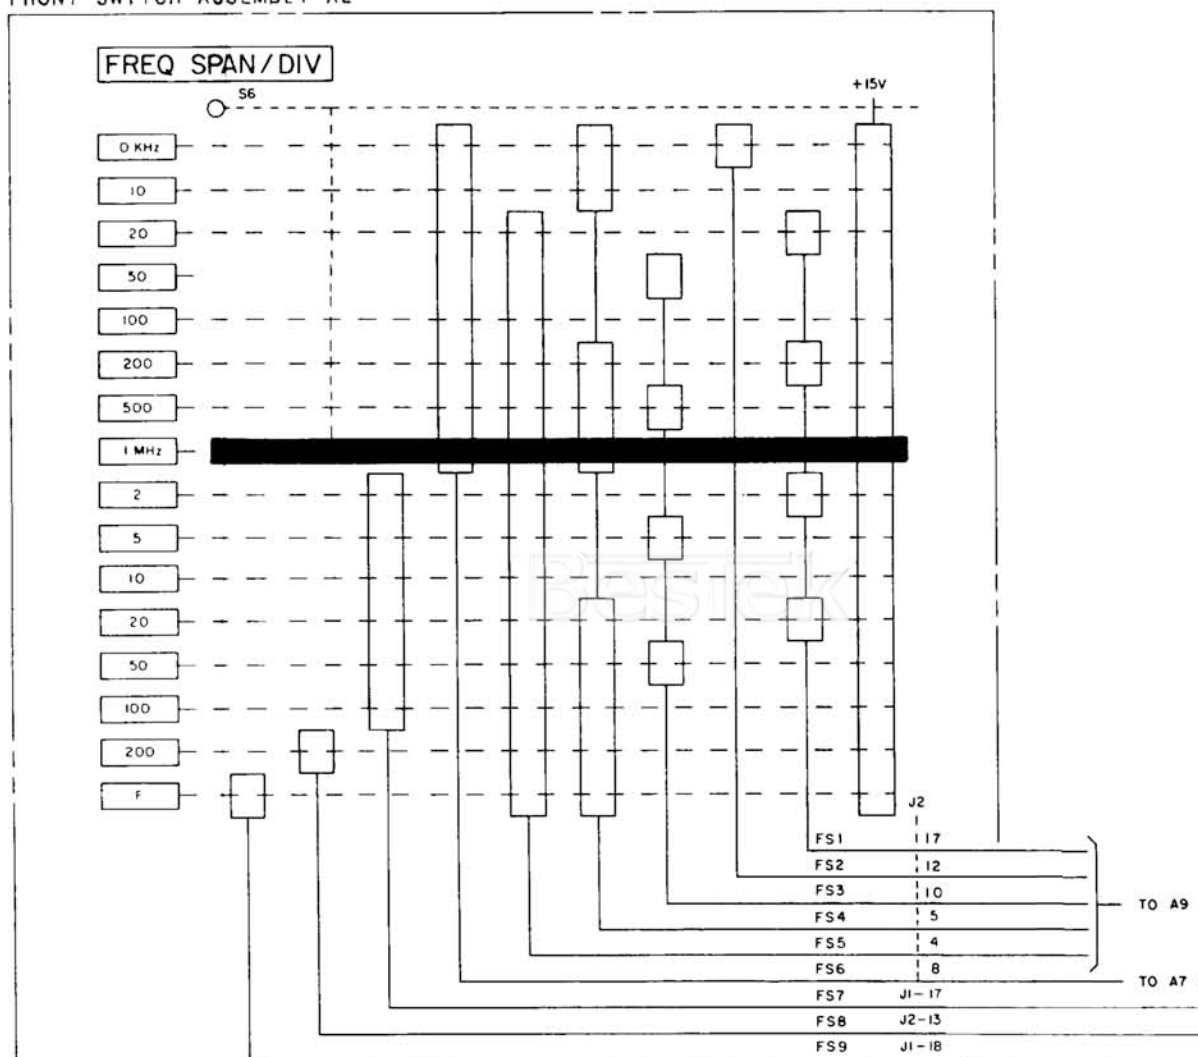 FRONT SWITCH ASSEMBLY A2
FREQ SPAN/DIV
S6
+15V
0 KHz
10
20
50
100
200
500
1 MHz
2
5
10
20
50
100
200
F
Bestek
J2
FS1 17
FS2 12
FS3 10
FS4 5
FS5 4
FS6 8
FS7 J1-17
FS8 J2-13
FS9 J1-18
TO A9
TO A7